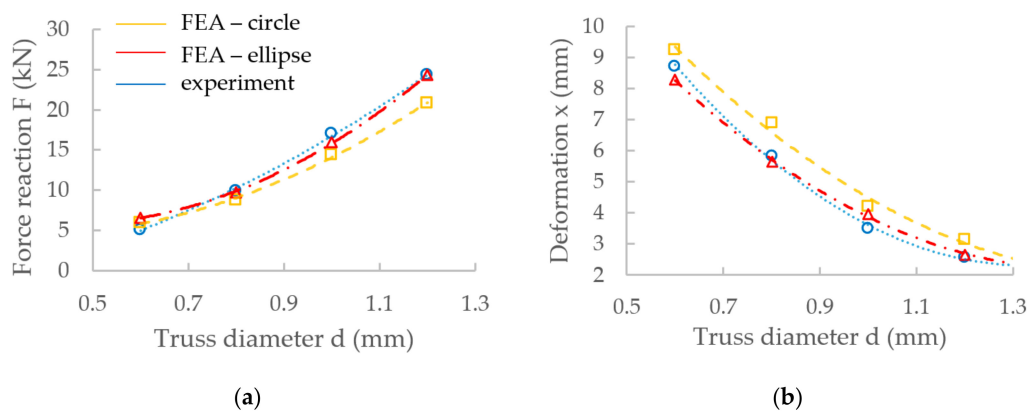 FEA – circle
FEA – ellipse
experiment
Force reaction F (kN)
30
25
20
15
10
5
0
0.5 0.7 0.9 1.1 1.3
Truss diameter d (mm)
(a)
Deformation x (mm)
10
9
8
7
6
5
4
3
2
0.5 0.7 0.9 1.1 1.3
Truss diameter d (mm)
(b)